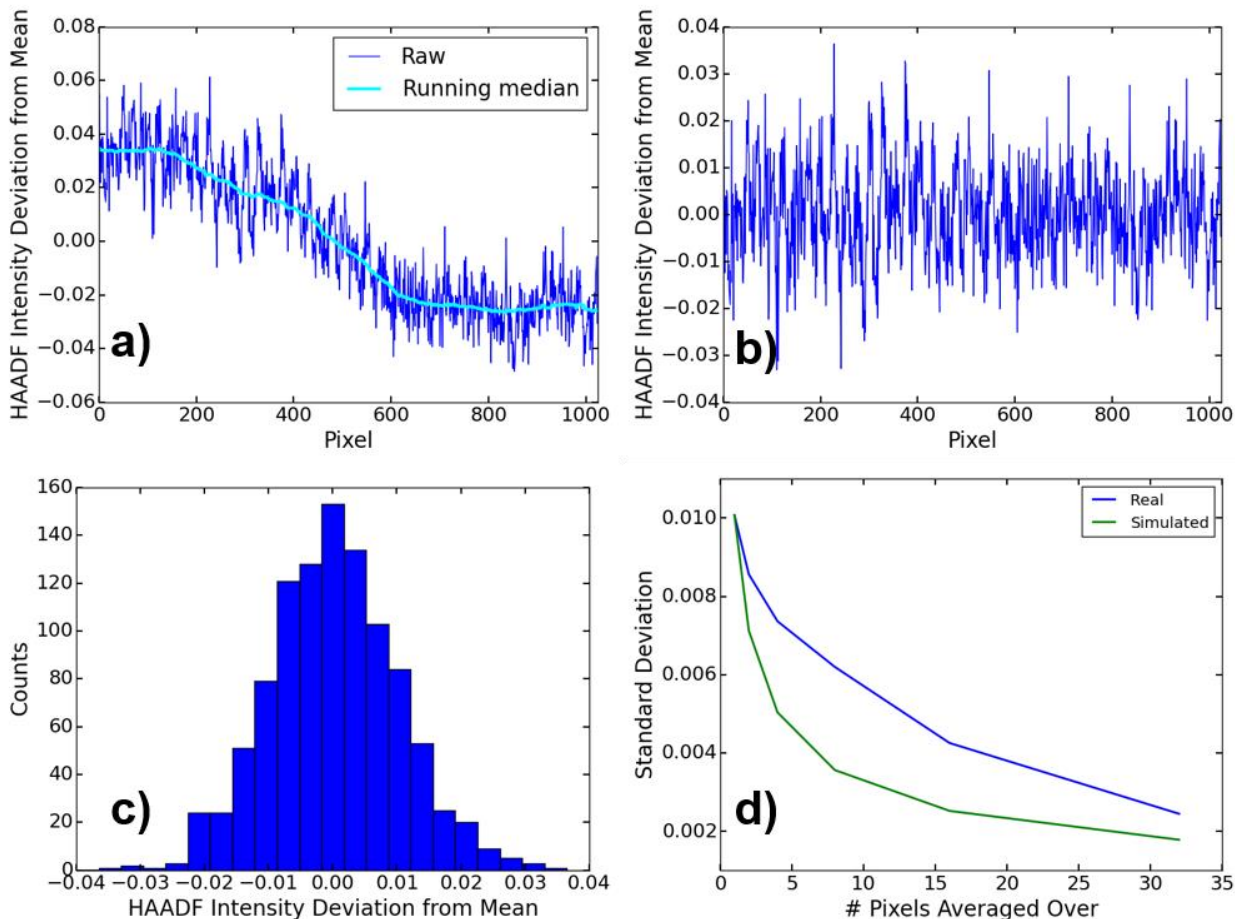 HAADF Intensity Deviation from Mean
0.08
0.06
0.04
0.02
0.00
−0.02
−0.04
−0.06
Raw
Running median
a)
0 200 400 600 800 1000
Pixel
HAADF Intensity Deviation from Mean
0.04
0.03
0.02
0.01
0.00
−0.01
−0.02
−0.03
−0.04
b)
0 200 400 600 800 1000
Pixel
Counts
160
140
120
100
80
60
40
20
0
c)
−0.04 −0.03 −0.02 −0.01 0.00 0.01 0.02 0.03 0.04
HAADF Intensity Deviation from Mean
Standard Deviation
0.010
0.008
0.006
0.004
0.002
Real
Simulated
d)
0 5 10 15 20 25 30 35
# Pixels Averaged Over